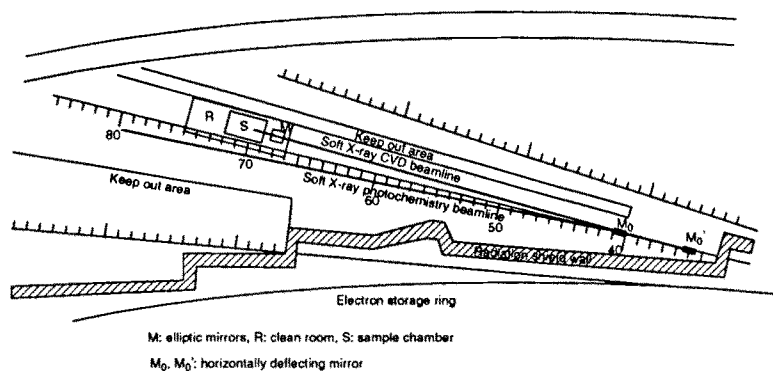 Keep out area
Soft X-ray CVD beamline
R
S
M
80
70
Soft X-ray photochemistry beamline
60
50
Keep out area
M₀
M₀'
40
Radiation shield wall
Electron storage ring
M: elliptic mirrors, R: clean room, S: sample chamber
M₀, M₀': horizontally deflecting mirror